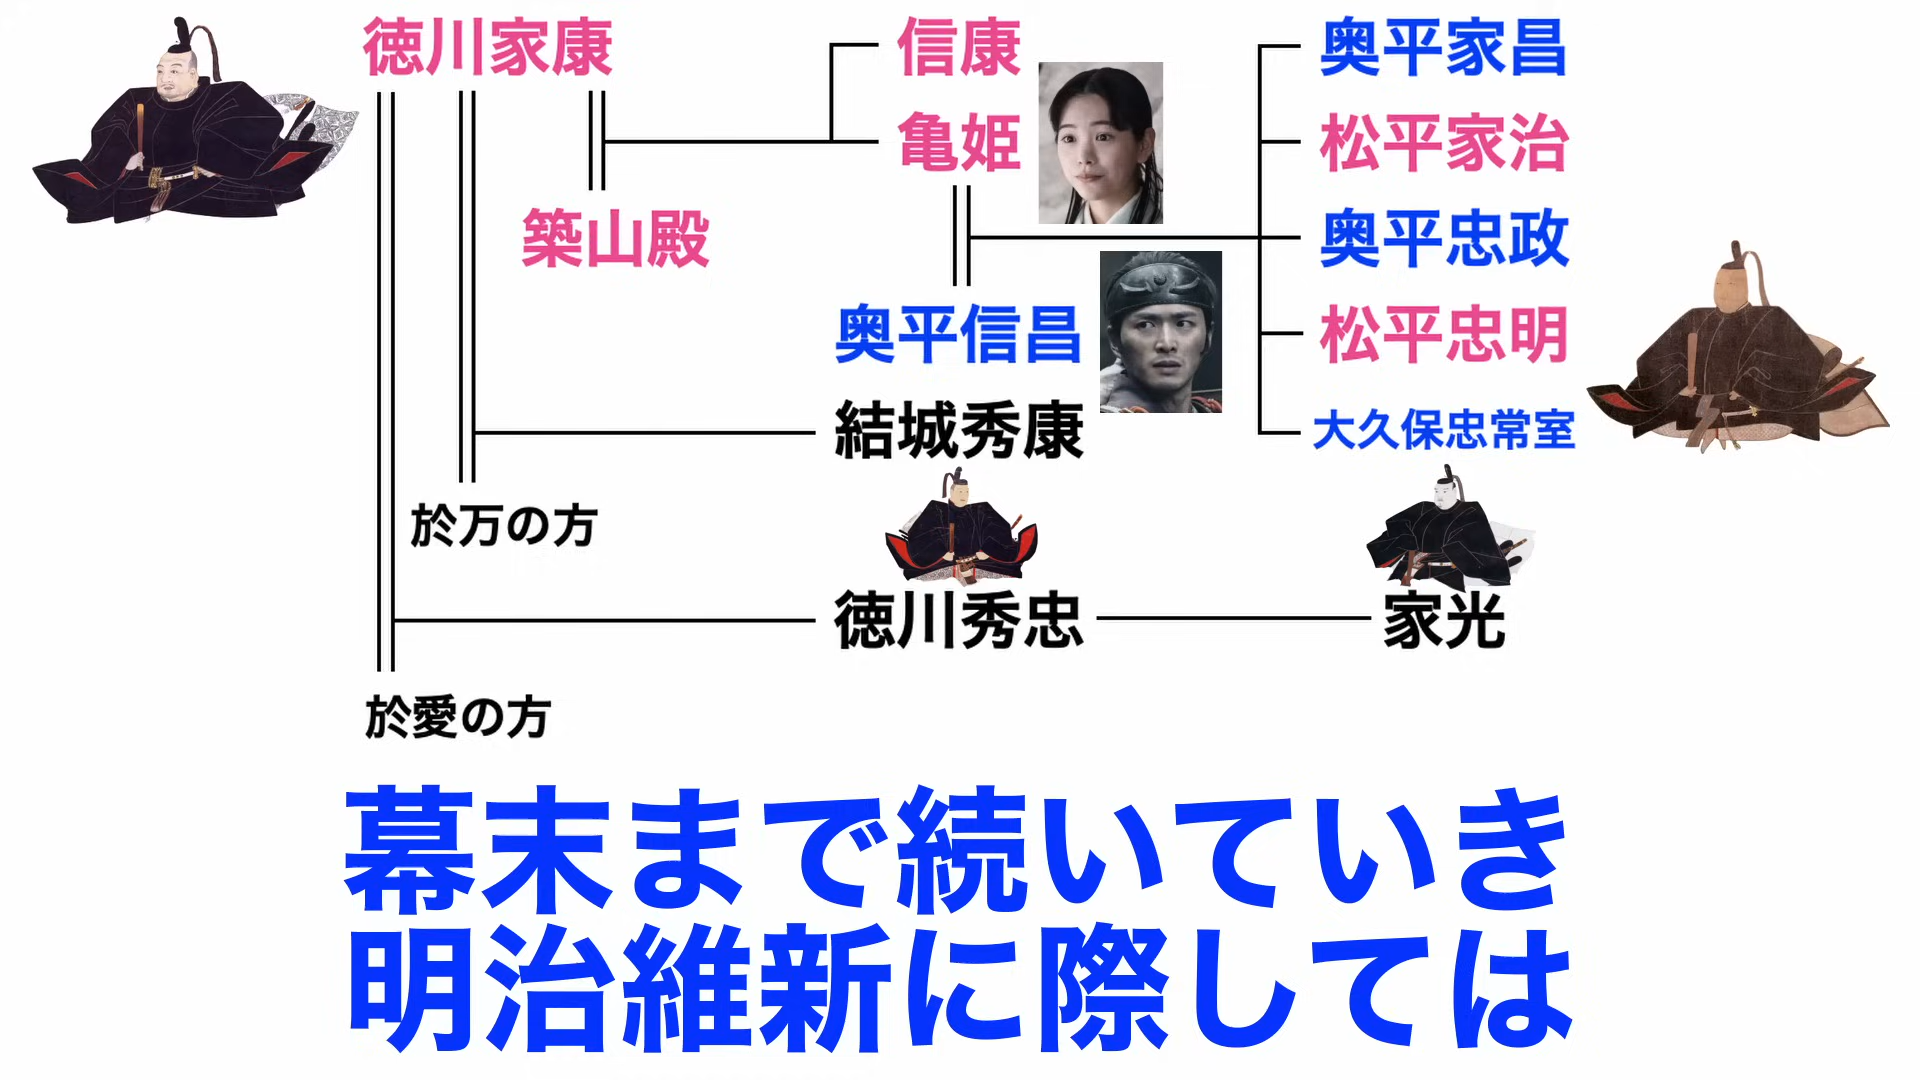 徳川家康
信康
奥平家昌
亀姫
松平家治
築山殿
奥平忠政
奥平信昌
松平忠明
結城秀康
大久保忠常室
於万の方
徳川秀忠
家光
於愛の方
幕末まで続いていき
明治維新に際しては